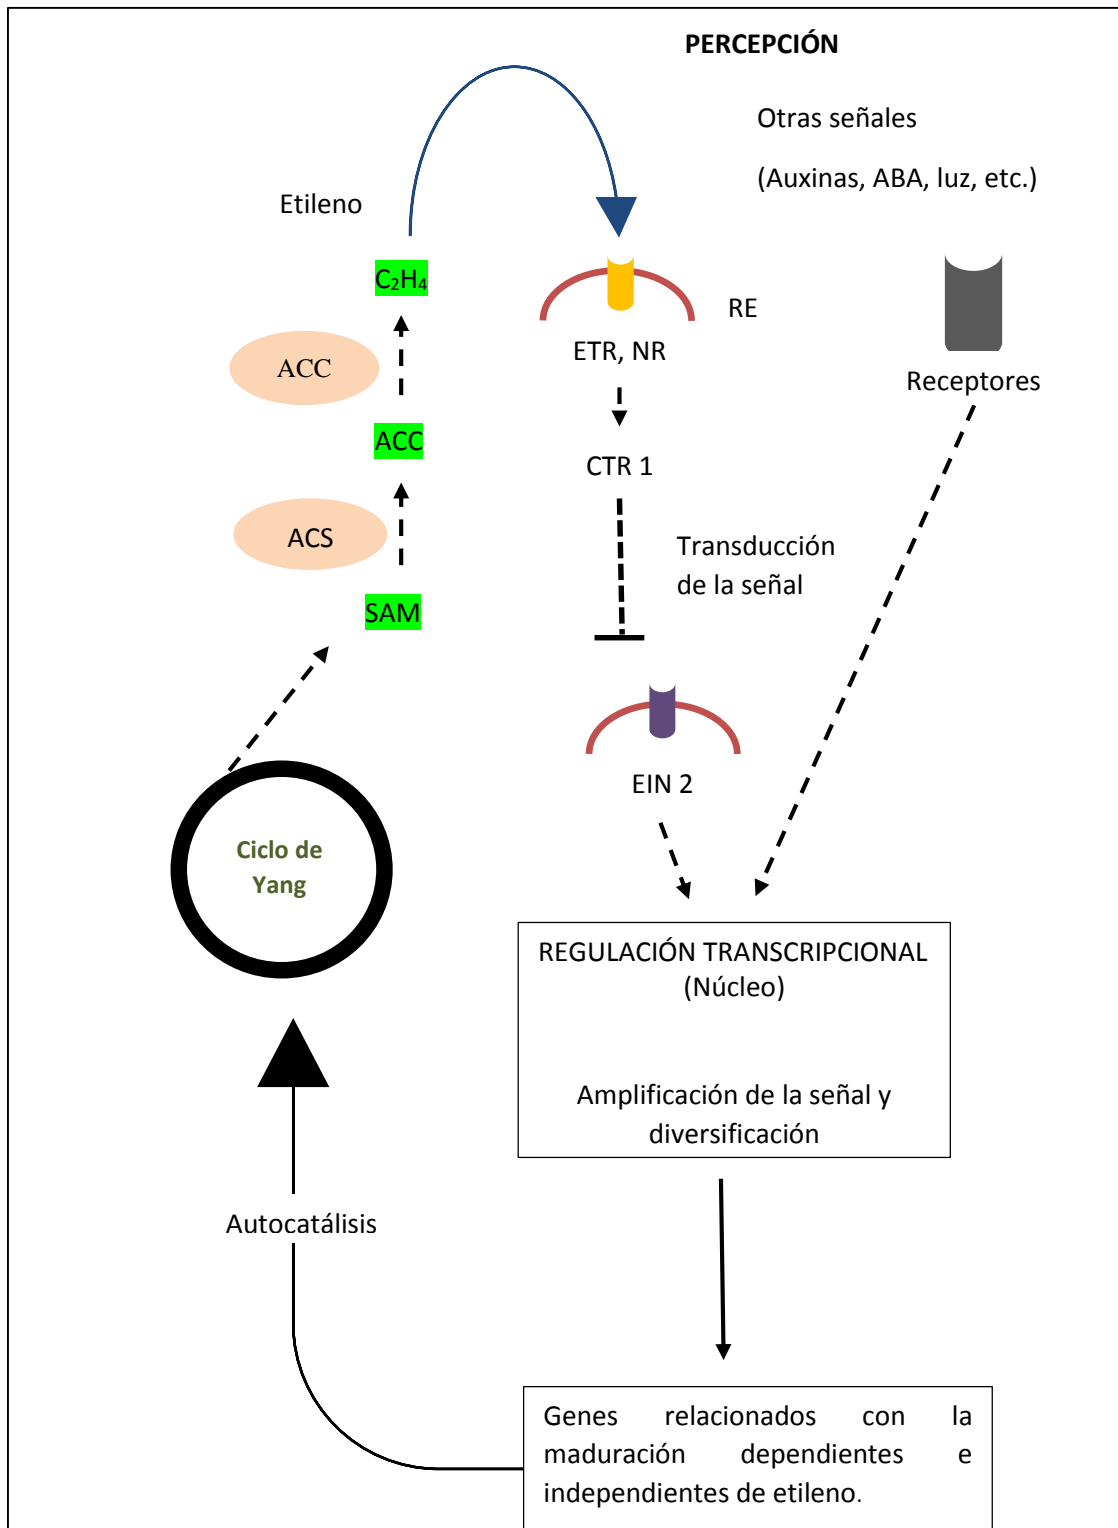 PERCEPCIÓN
Otras señales
(Auxinas, ABA, luz, etc.)
Etileno
C₂H₄
RE
ACC
ETR, NR
Receptores
ACC
CTR 1
ACS
Transducción
de la señal
SAM
EIN 2
Ciclo de
Yang
REGULACIÓN TRANSCRIPCIONAL
(Núcleo)
Amplificación de la señal y
diversificación
Autocatálisis
Genes relacionados con la
maduración dependientes e
independientes de etileno.